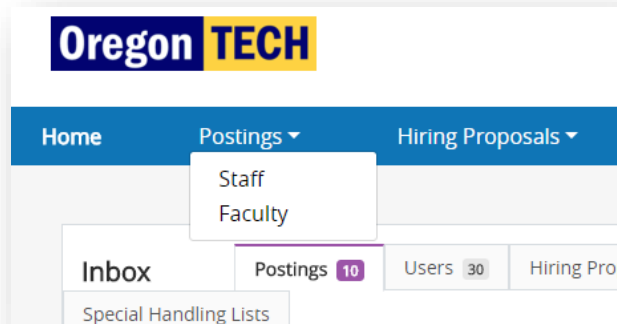 Oregon TECH
Home Postings Hiring Proposals
Staff
Faculty
Inbox Postings 10 Users 30 Hiring Pro
Special Handling Lists